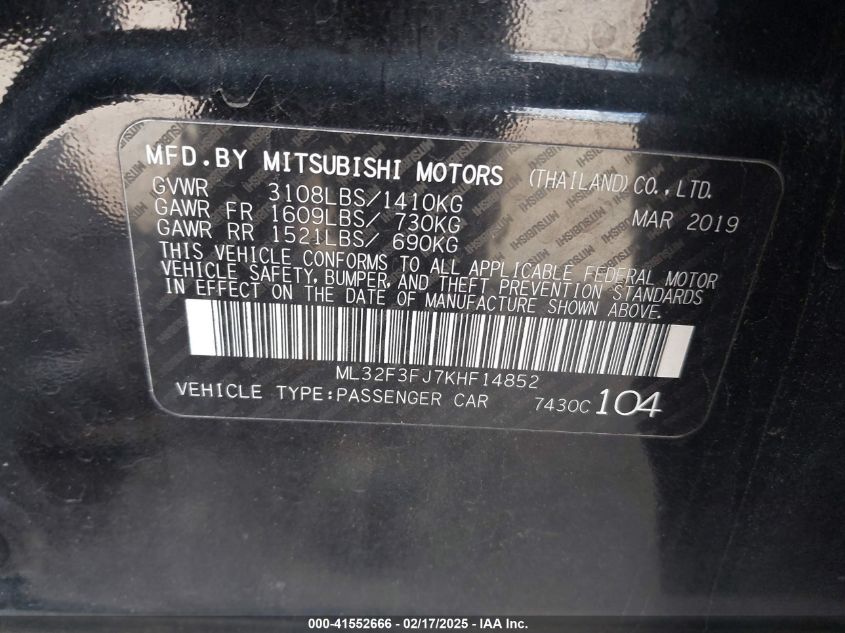 MFD.BY MITSUBISHI MOTORS (THAILAND) CO., LTD.
GVWR 3108LBS/1410KG
GAWR FR 1609LBS/ 730KG MAR 2019
GAWR RR 1521LBS/ 690KG
THIS VEHICLE CONFORMS TO ALL APPLICABLE FEDERAL MOTOR
VEHICLE SAFETY, BUMPER, AND THEFT PREVENTION STANDARDS
IN EFFECT ON THE DATE OF MANUFACTURE SHOWN ABOVE.
ML32F3FJ7KHF14852
VEHICLE TYPE:PASSENGER CAR 7430C 104
000-41552666 - 02/17/2025 - © IAA Inc.